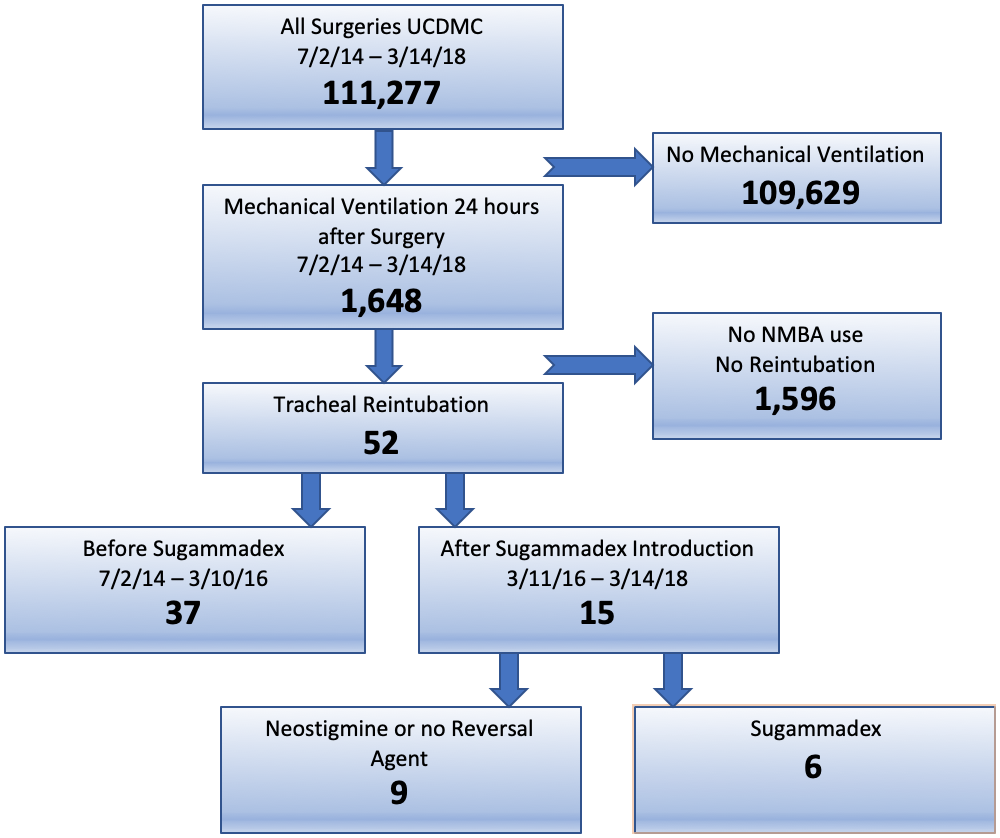 All Surgeries UCDMC
7/2/14 – 3/14/18
111,277
No Mechanical Ventilation
109,629
Mechanical Ventilation 24 hours
after Surgery
7/2/14 – 3/14/18
1,648
No NMBA use
No Reintubation
1,596
Tracheal Reintubation
52
Before Sugammadex
7/2/14 – 3/10/16
37
After Sugammadex Introduction
3/11/16 – 3/14/18
15
Neostigmine or no Reversal
Agent
9
Sugammadex
6